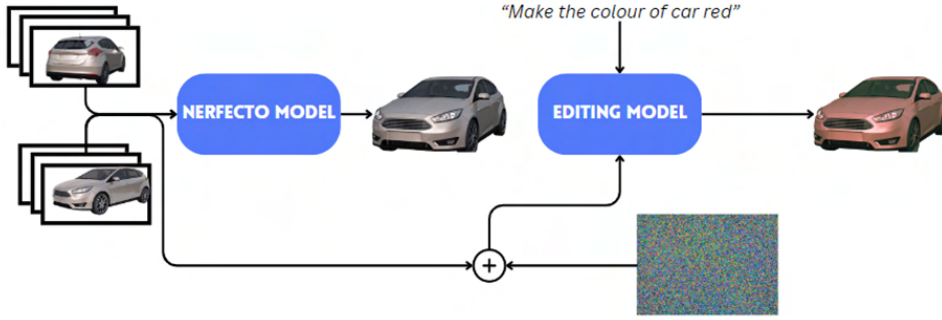 “Make the colour of car red”
NERFECTO MODEL
EDITING MODEL